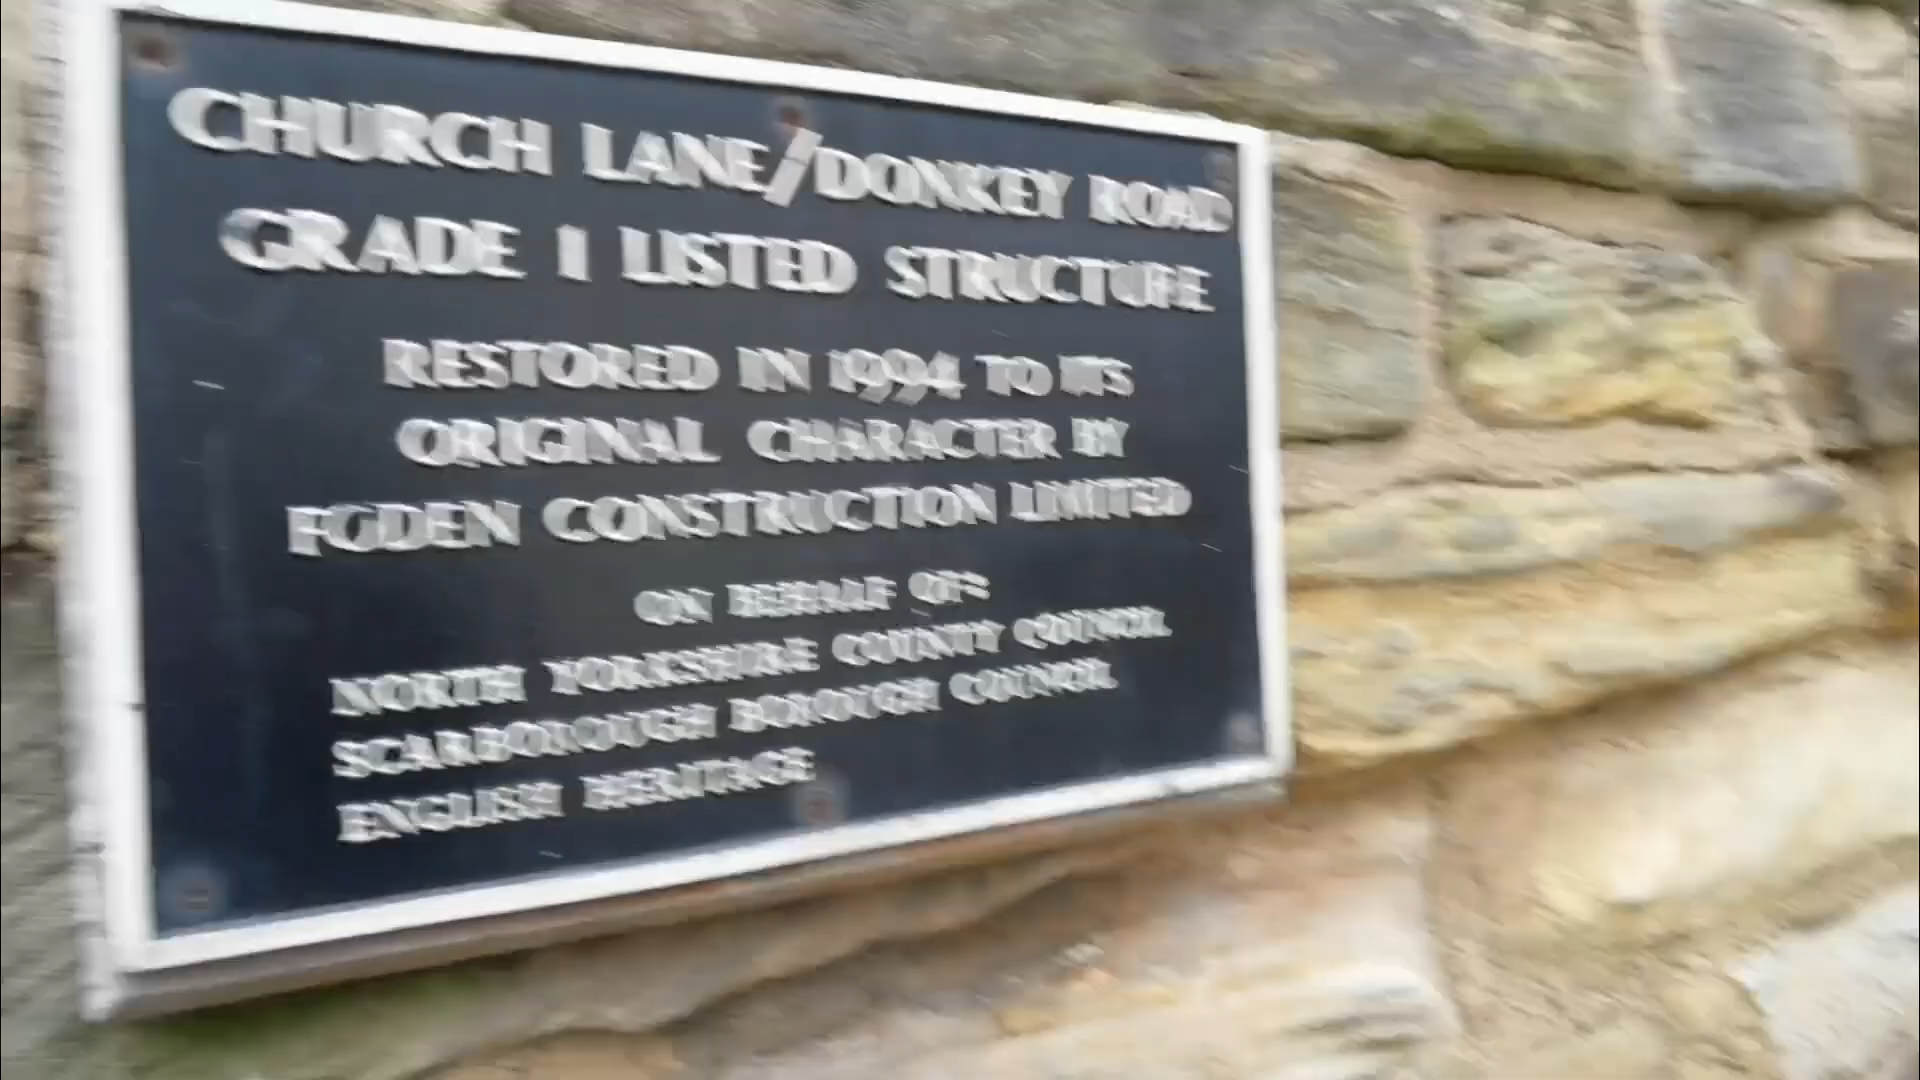 CHURCH LANE/DONKEY ROAD
GRADE 1 LISTED STRUCTURE
RESTORED IN 1994 TO ITS
ORIGINAL CHARACTER BY
CONSTRUCTION LIMITED
ON BEHALF OF:
NORTH YORKSHIRE COUNTY COUNCIL
SCARBOROUGH BOROUGH COUNCIL
ENGLISH HERITAGE